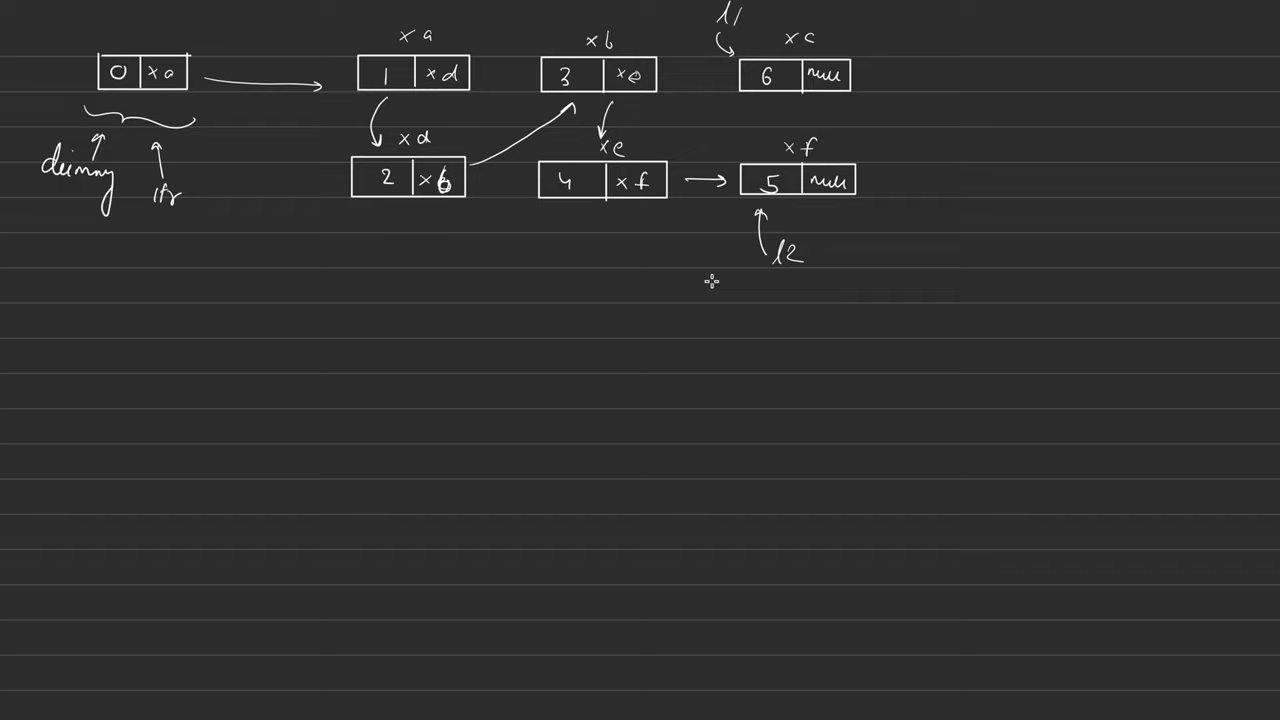 l1
xa xb xc
0 xa 1 xd 3 xe 6 null
xd xe xf
dummy 2 xb 4 xf 5 null
itr
l2